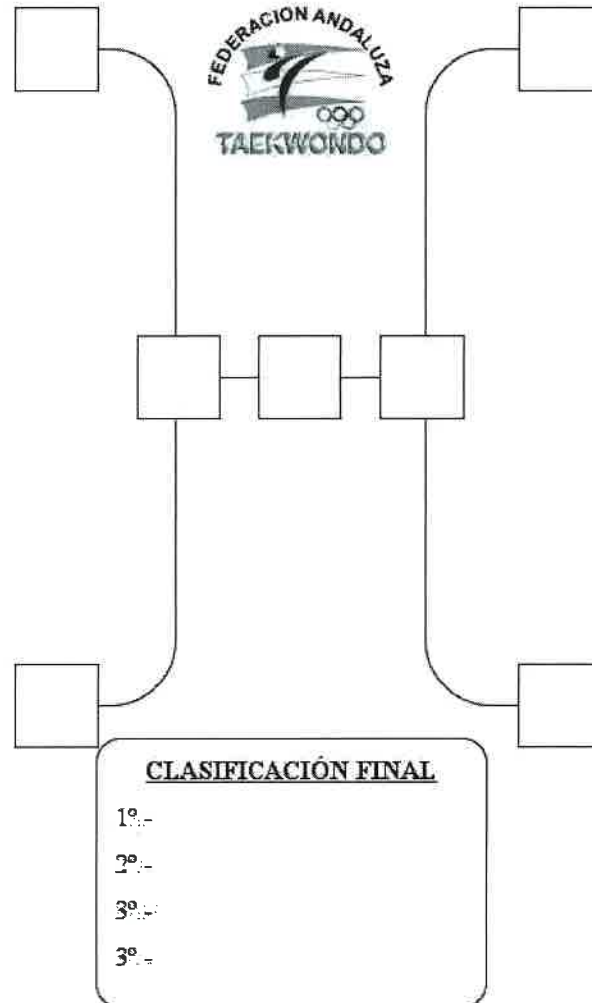 FEDERACION ANDALUZA
TAEKWONDO
CLASIFICACIÓN FINAL
1º.-
2º.-
3º.-
3º.-